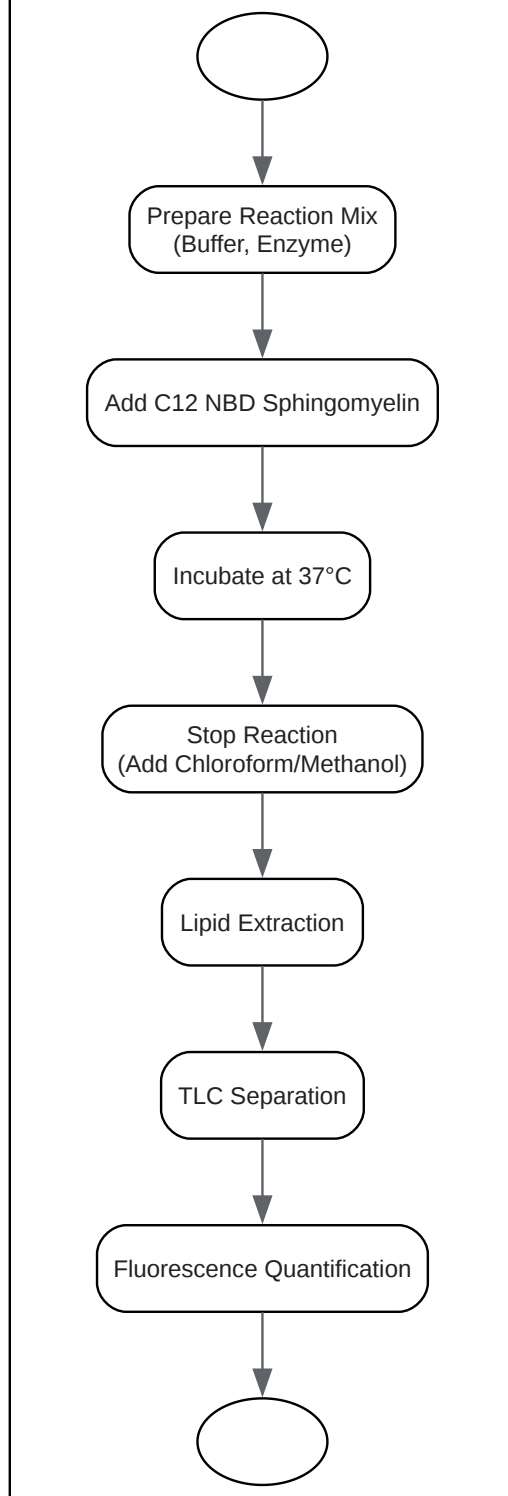 Prepare Reaction Mix
(Buffer, Enzyme)
Add C12 NBD Sphingomyelin
Incubate at 37°C
Stop Reaction
(Add Chloroform/Methanol)
Lipid Extraction
TLC Separation
Fluorescence Quantification